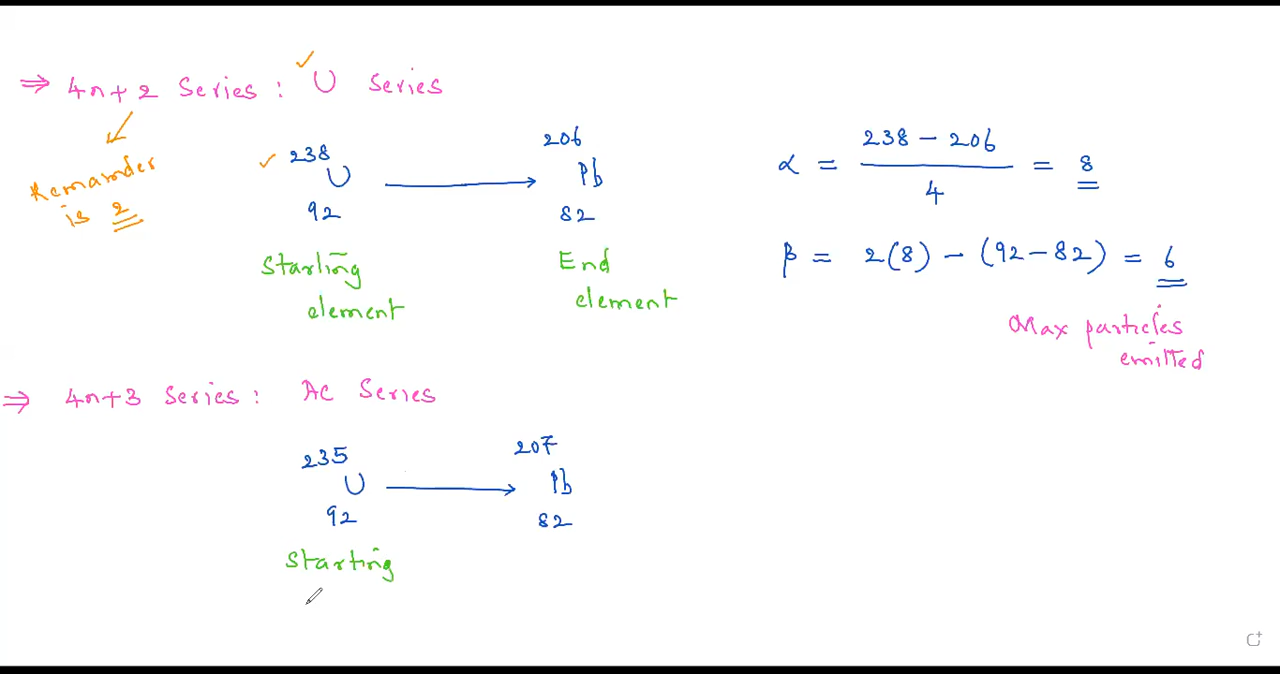 ⇒ 4n+2 Series : ✓U Series
Remainder
is 2
✓ 238 206
U → Pb
92 82
Starting End
element element
α = 238 - 206 / 4 = 8
β = 2(8) - (92-82) = 6
Max particles
emitted
⇒ 4n+3 Series : AC Series
235 207
U → Pb
92 82
Starting